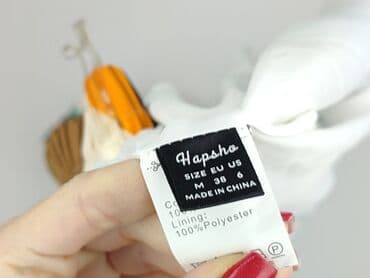 Hapsho
SIZE EU US
M 38 6
MADE IN CHINA
Lining:
100%Polyester